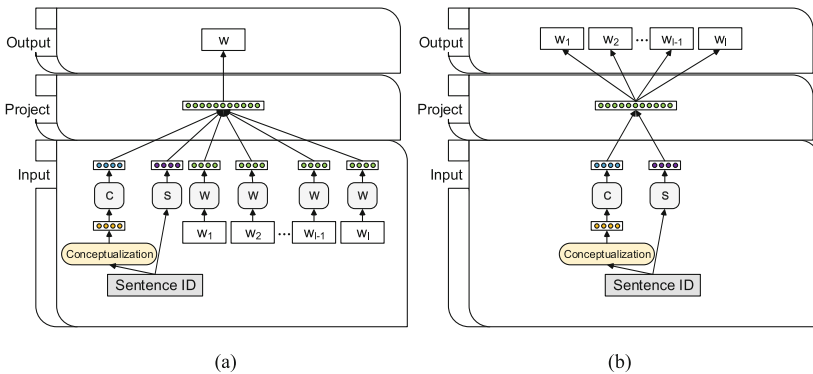 Output
w
Project
Input
C S W W W W
w₁ w₂ ... wₗ₋₁ wₗ
Conceptualization
Sentence ID
(a)
Output
w₁ w₂ ... wₗ₋₁ wₗ
Project
Input
C S
Conceptualization
Sentence ID
(b)